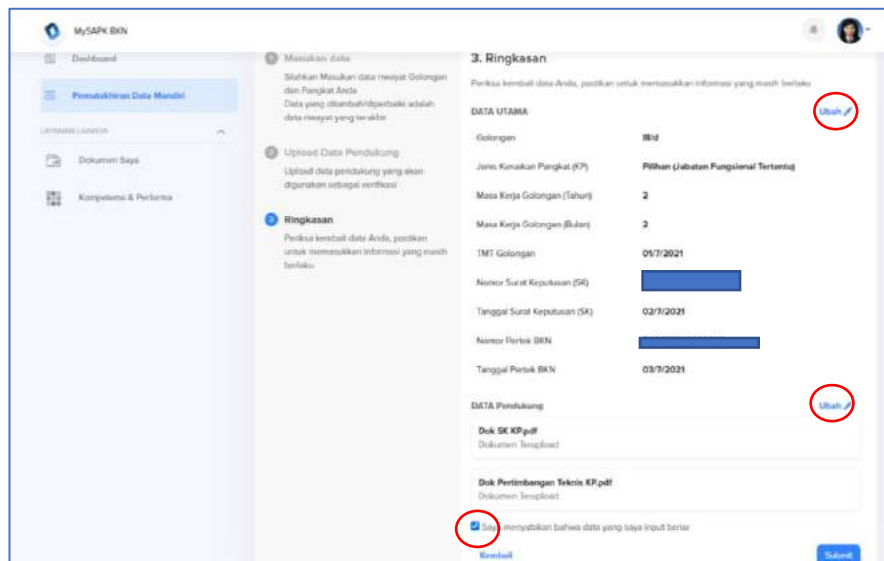 MySAPK BKN
Dashboard
Pemutakhiran Data Mandiri
LAYANAN LAINNYA
Dokumen Saya
Kompetensi & Performa
1 Masukan data
Silahkan Masukan data riwayat Golongan
dan Pangkat Anda
Data yang ditambah/diperbaiki adalah
data riwayat yang terakhir
2 Upload Data Pendukung
Upload data pendukung yang akan
digunakan sebagai verifikasi
3 Ringkasan
Periksa kembali data Anda, pastikan
untuk memasukkan informasi yang masih
berlaku
3. Ringkasan
Periksa kembali data Anda, pastikan untuk memasukkan informasi yang masih berlaku
DATA UTAMA Ubah
Golongan III/d
Jenis Kenaikan Pangkat (KP) Pilihan (Jabatan Fungsional Tertentu)
Masa Kerja Golongan (Tahun) 2
Masa Kerja Golongan (Bulan) 2
TMT Golongan 01/7/2021
Nomor Surat Keputusan (SK)
Tanggal Surat Keputusan (SK) 02/7/2021
Nomor Pertek BKN
Tanggal Pertek BKN 03/7/2021
DATA Pendukung Ubah
Dok SK KP.pdf
Dokumen Terupload
Dok Pertimbangan Teknis KP.pdf
Dokumen Terupload
Saya menyatakan bahwa data yang saya input benar
Kembali Submit